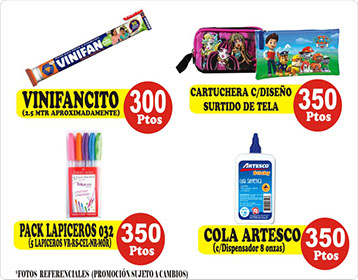 VINIFAN
VINIFANCITO
(2.5 MTR APROXIMADAMENTE)
300
Ptos
CARTUCHERA C/DISEÑO
SURTIDO DE TELA
350
Ptos
PACK LAPICEROS 032
(5 LAPICEROS VR-RS-CEL-NR-MOR)
350
Ptos
ARTESCO
COLA ARTESCO
(c/Dispensador 8 onzas)
350
Ptos
*FOTOS REFERENCIALES (PROMOCIÓN SUJETO A CAMBIOS)